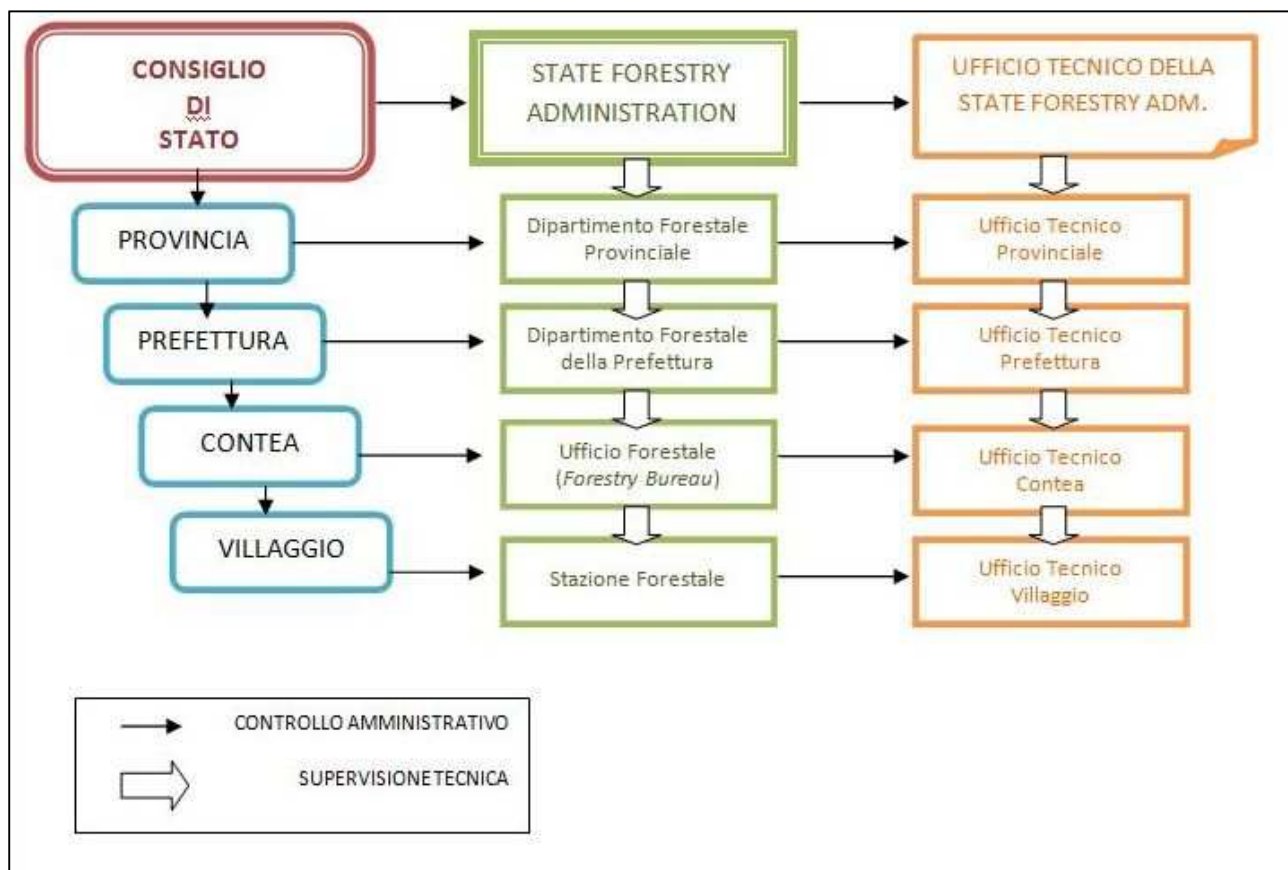 CONSIGLIO
DI
STATO
STATE FORESTRY
ADMINISTRATION
UFFICIO TECNICO DELLA
STATE FORESTRY ADM.
PROVINCIA
Dipartimento Forestale
Provinciale
Ufficio Tecnico
Provinciale
PREFETTURA
Dipartimento Forestale
della Prefettura
Ufficio Tecnico
Prefettura
CONTEA
Ufficio Forestale
(Forestry Bureau)
Ufficio Tecnico
Contea
VILLAGGIO
Stazione Forestale
Ufficio Tecnico
Villaggio
CONTROLLO AMMINISTRATIVO
SUPERVISIONE TECNICA